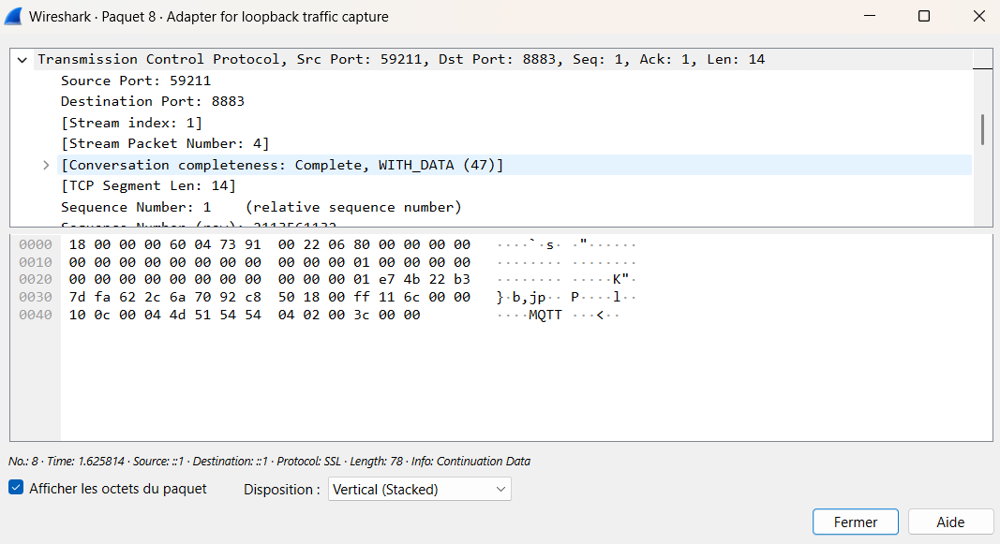 Wireshark · Paquet 8 · Adapter for loopback traffic capture
Transmission Control Protocol, Src Port: 59211, Dst Port: 8883, Seq: 1, Ack: 1, Len: 14
Source Port: 59211
Destination Port: 8883
[Stream index: 1]
[Stream Packet Number: 4]
[Conversation completeness: Complete, WITH_DATA (47)]
[TCP Segment Len: 14]
Sequence Number: 1    (relative sequence number)
Sequence Number (raw): 2113561132
0000  18 00 00 00 60 04 73 91  00 22 06 80 00 00 00 00  ····`·s· ·"······
0010  00 00 00 00 00 00 00 00  00 00 00 01 00 00 00 00  ········ ········
0020  00 00 00 00 00 00 00 00  00 00 00 01 e7 4b 22 b3  ········ ·····K"·
0030  7d fa 62 2c 6a 70 92 c8  50 18 00 ff 11 6c 00 00  }·b,jp·· P····l··
0040  10 0c 00 04 4d 51 54 54  04 02 00 3c 00 00  ····MQTT ···<··
No.: 8 · Time: 1.625814 · Source: ::1 · Destination: ::1 · Protocol: SSL · Length: 78 · Info: Continuation Data
Afficher les octets du paquet Disposition : Vertical (Stacked)
Fermer Aide